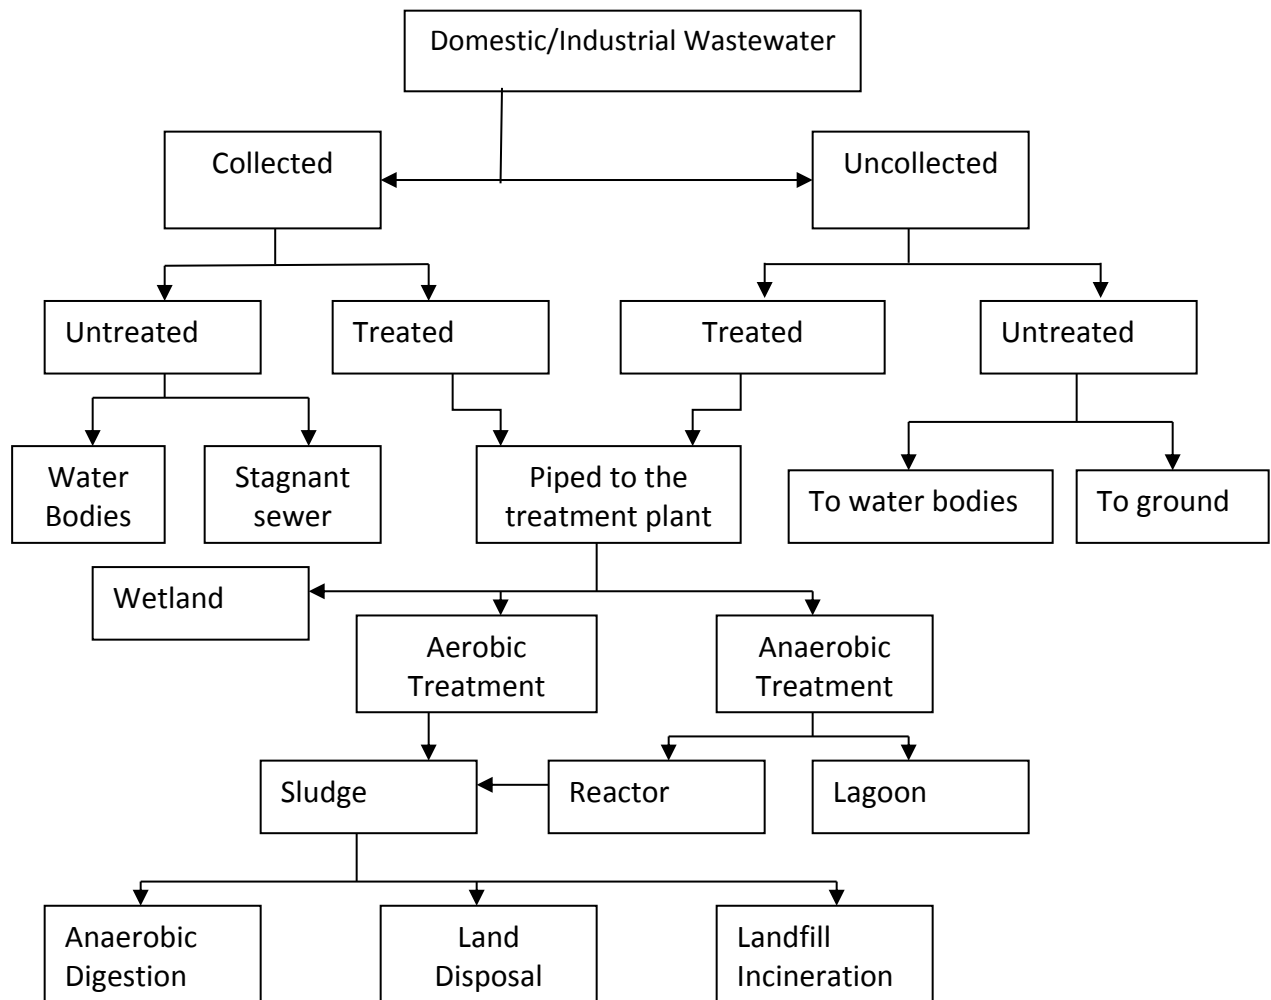 Domestic/Industrial Wastewater
Collected
Uncollected
Untreated
Treated
Treated
Untreated
Water
Bodies
Stagnant
sewer
Piped to the
treatment plant
To water bodies
To ground
Wetland
Aerobic
Treatment
Anaerobic
Treatment
Sludge
Reactor
Lagoon
Anaerobic
Digestion
Land
Disposal
Landfill
Incineration